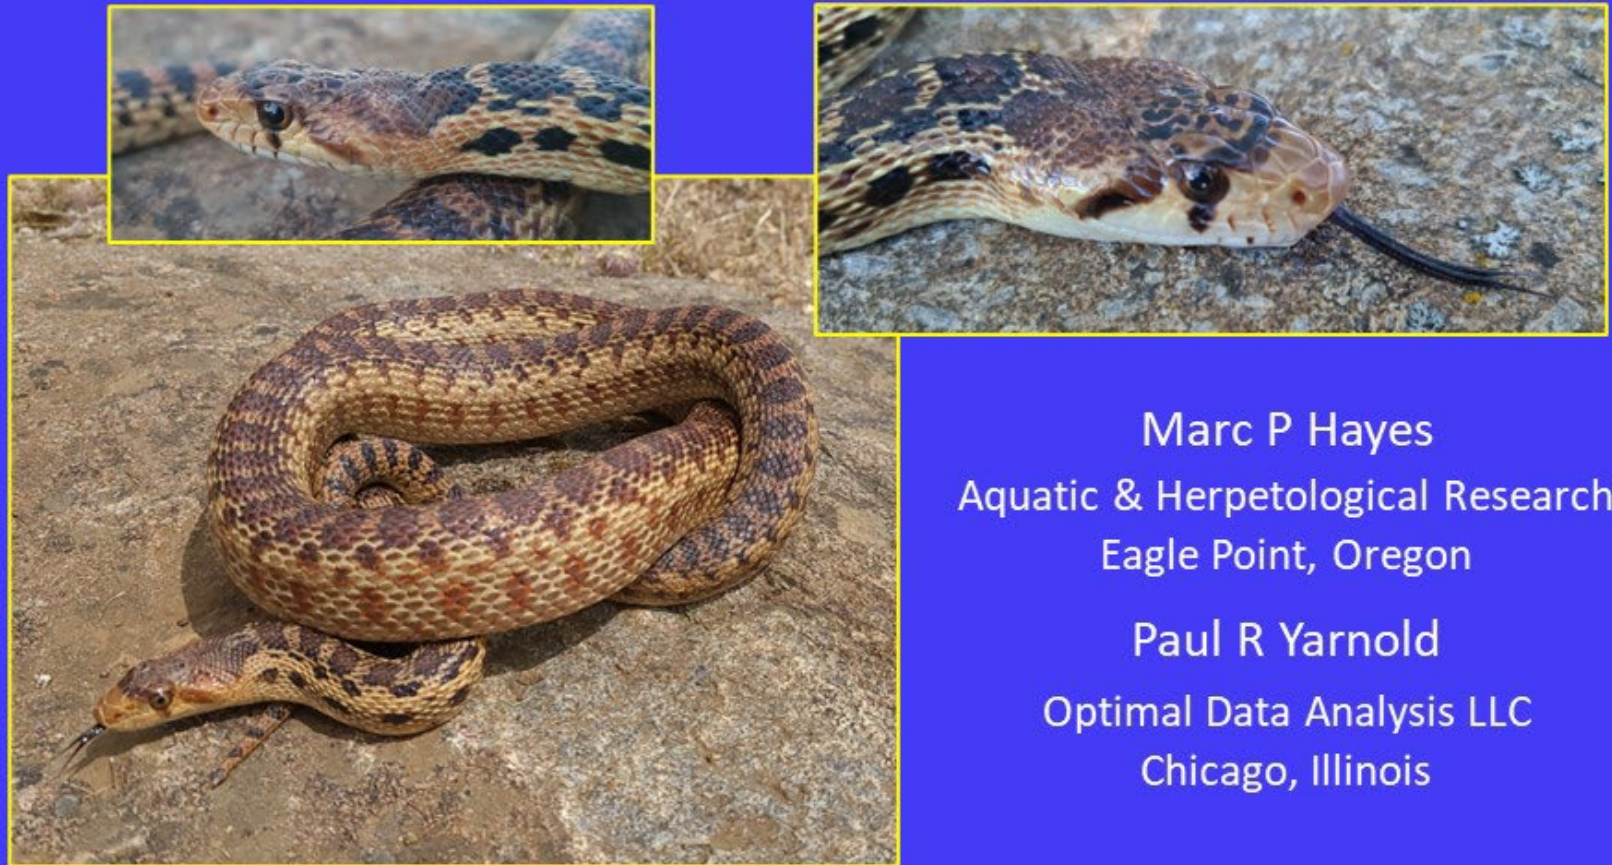 Marc P Hayes
Aquatic & Herpetological Research
Eagle Point, Oregon
Paul R Yarnold
Optimal Data Analysis LLC
Chicago, Illinois